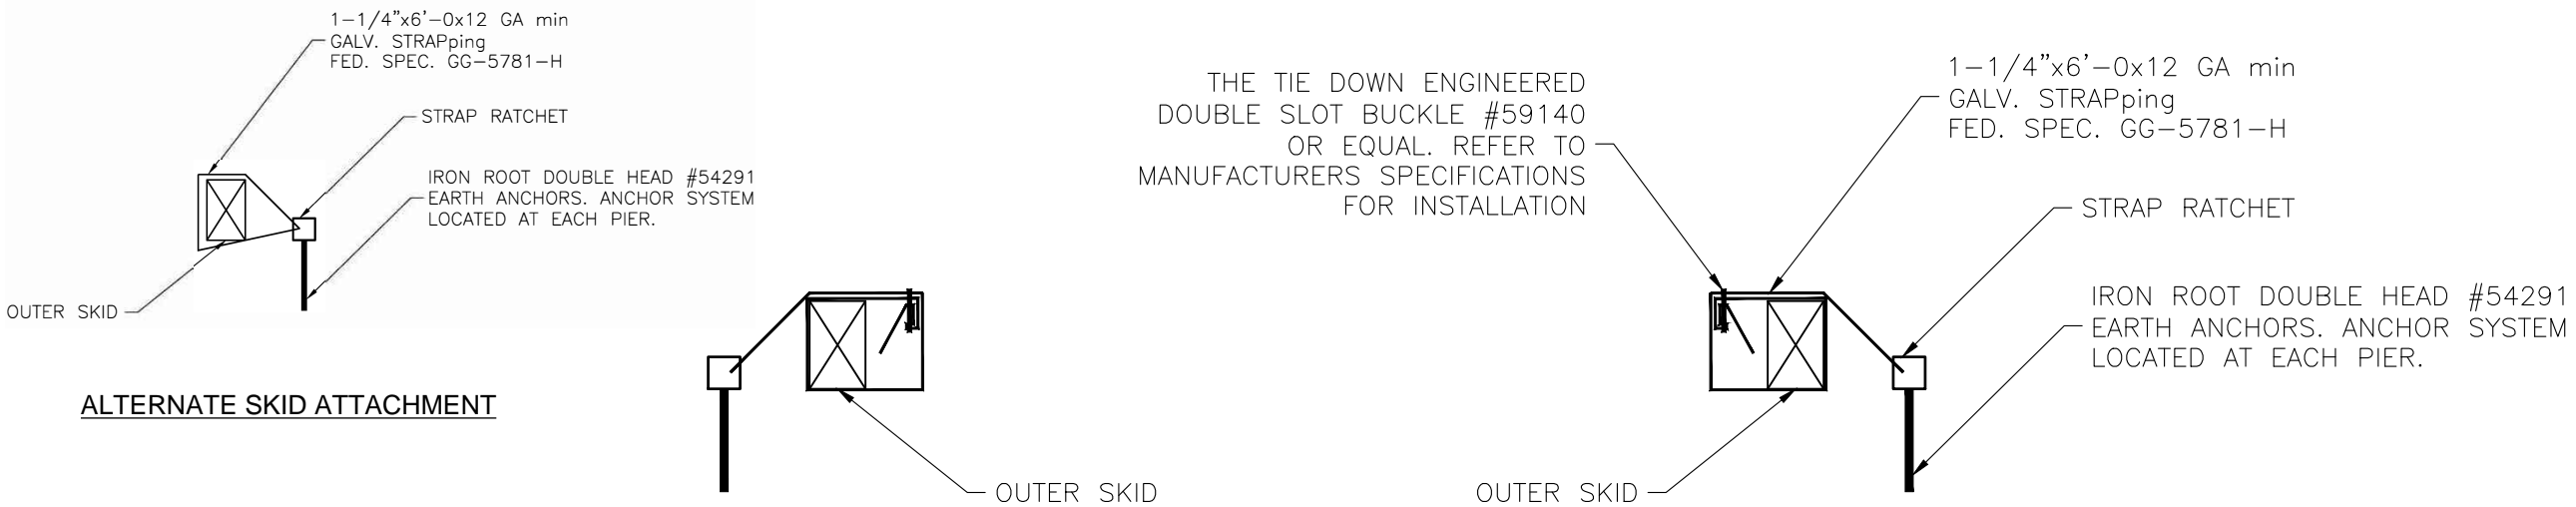 1-1/4"x6'-0x12 GA min
GALV. STRAPping
FED. SPEC. GG-5781-H
STRAP RATCHET
IRON ROOT DOUBLE HEAD #54291
EARTH ANCHORS. ANCHOR SYSTEM
LOCATED AT EACH PIER.
OUTER SKID
ALTERNATE SKID ATTACHMENT
OUTER SKID
THE TIE DOWN ENGINEERED
DOUBLE SLOT BUCKLE #59140
OR EQUAL. REFER TO
MANUFACTURERS SPECIFICATIONS
FOR INSTALLATION
1-1/4"x6'-0x12 GA min
GALV. STRAPping
FED. SPEC. GG-5781-H
STRAP RATCHET
IRON ROOT DOUBLE HEAD #54291
EARTH ANCHORS. ANCHOR SYSTEM
LOCATED AT EACH PIER.
OUTER SKID